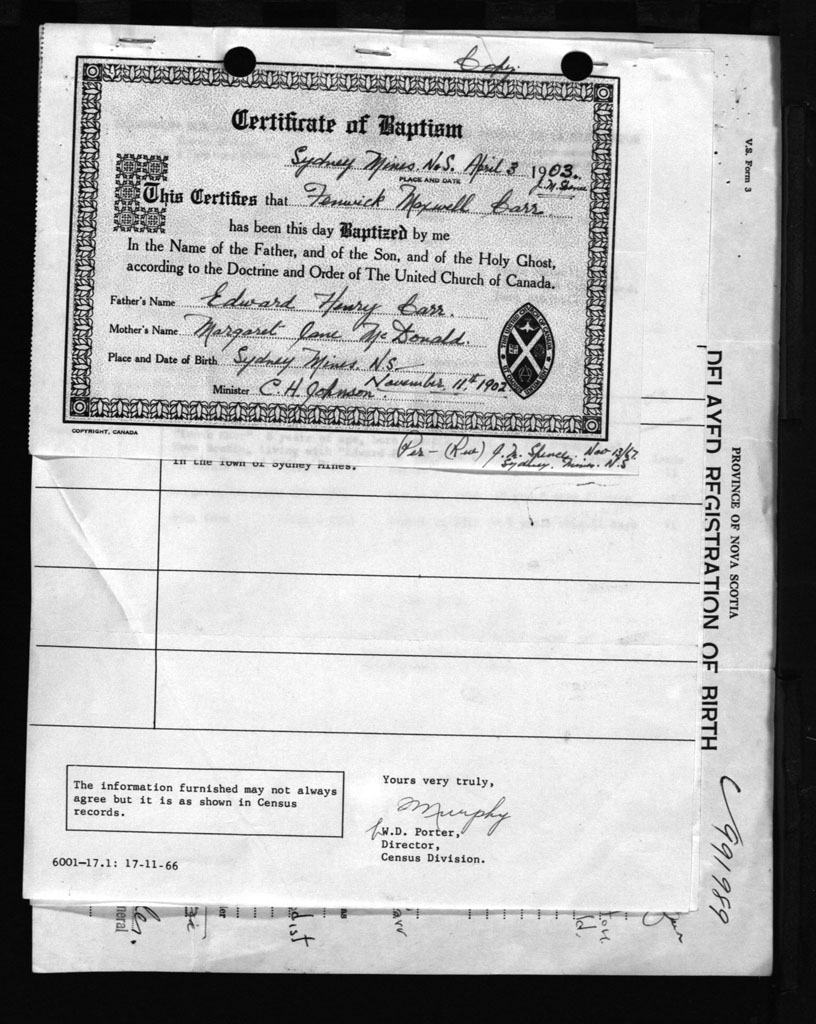 Copy.
Certificate of Baptism
Sydney Mines. N.S. April 3 1903.
PLACE AND DATE
J.N. Spence
This Certifies that Fenwick Maxwell Carr
has been this day Baptized by me
In the Name of the Father, and of the Son, and of the Holy Ghost,
according to the Doctrine and Order of The United Church of Canada.
Father's Name Edward Henry Carr.
Mother's Name Margaret Jane McDonald.
Place and Date of Birth Sydney Mines. N.S.
November 11th 1902
Minister C. H. Johnson.
COPYRIGHT, CANADA
Per - (Rev) J. N. Spence. Nov
Sydney Mines. N.S
In the Town of Sydney Mines.
The information furnished may not always
agree but it is as shown in Census
records.
Yours very truly,
Murphy
W.D. Porter,
Director,
Census Division.
6001-17.1: 17-11-66
V.S. Form 3
PROVINCE OF NOVA SCOTIA
DELAYED REGISTRATION OF BIRTH
991989